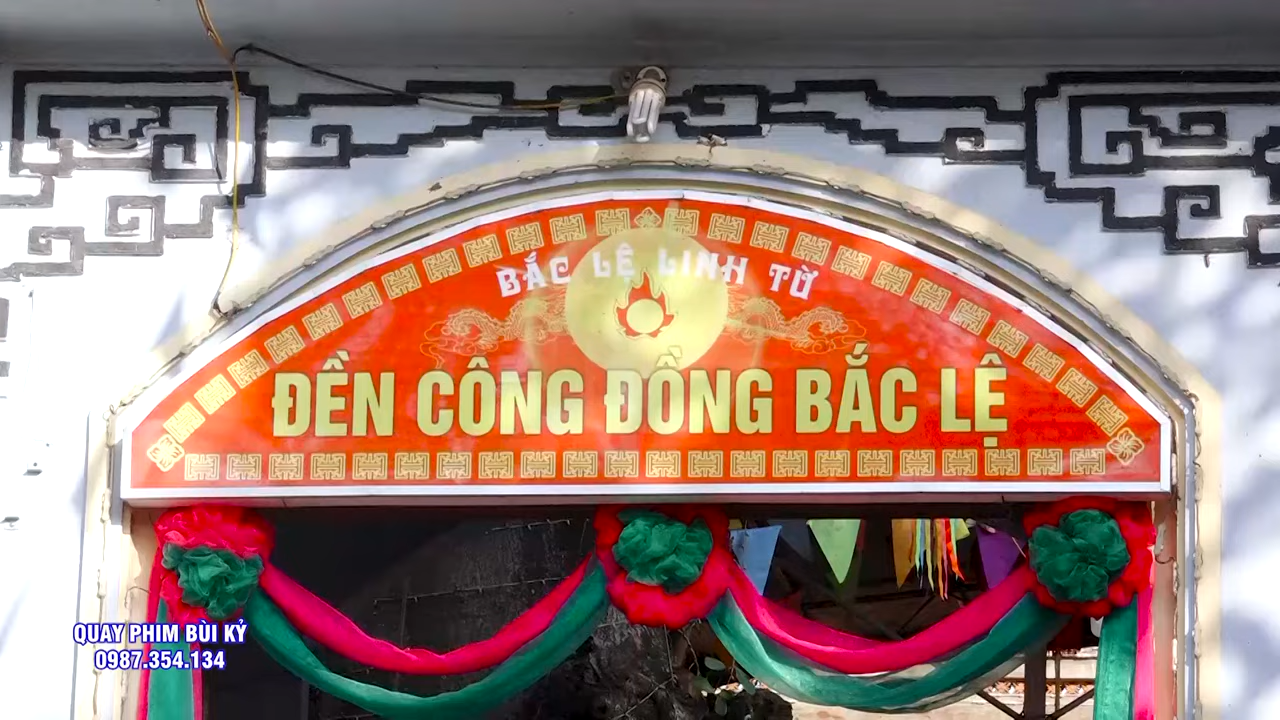 BẮC LỆ LINH TỪ
ĐỀN CÔNG ĐỒNG BẮC LỆ
QUAY PHIM BÙI KỶ
0987.354.134